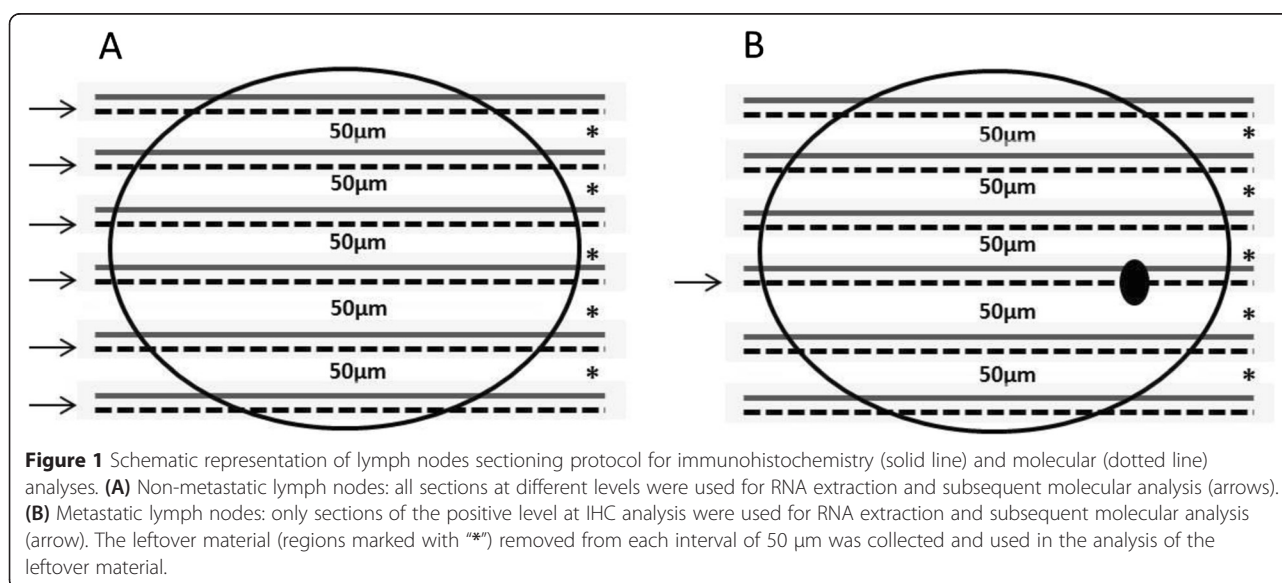 A
B
50µm
*
50µm
*
50µm
*
50µm
*
50µm
*
50µm
*
50µm
*
50µm
*
50µm
*
50µm
*
Figure 1 Schematic representation of lymph nodes sectioning protocol for immunohistochemistry (solid line) and molecular (dotted line)
analyses. (A) Non-metastatic lymph nodes: all sections at different levels were used for RNA extraction and subsequent molecular analysis (arrows).
(B) Metastatic lymph nodes: only sections of the positive level at IHC analysis were used for RNA extraction and subsequent molecular analysis
(arrow). The leftover material (regions marked with “*”) removed from each interval of 50 µm was collected and used in the analysis of the
leftover material.